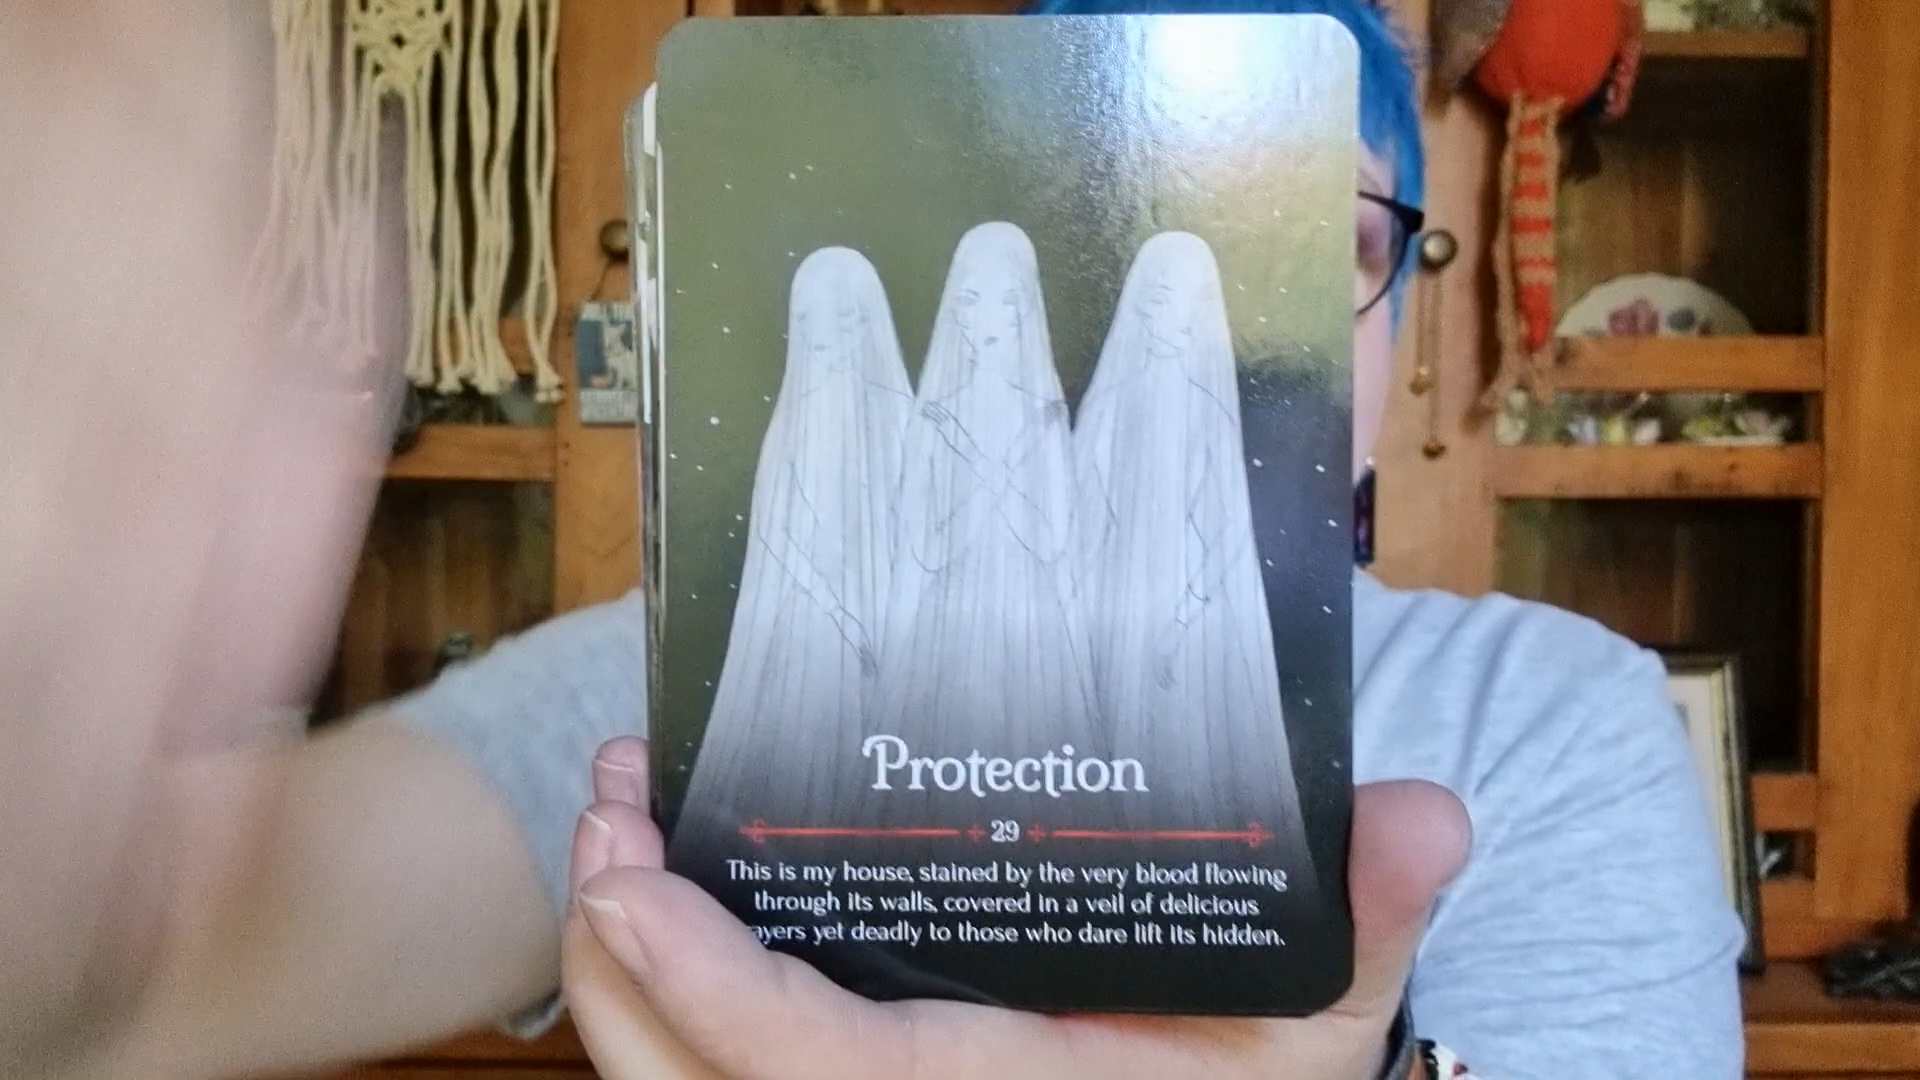 Protection
29
This is my house, stained by the very blood flowing
through its walls, covered in a veil of delicious
ayers yet deadly to those who dare lift its hidden.